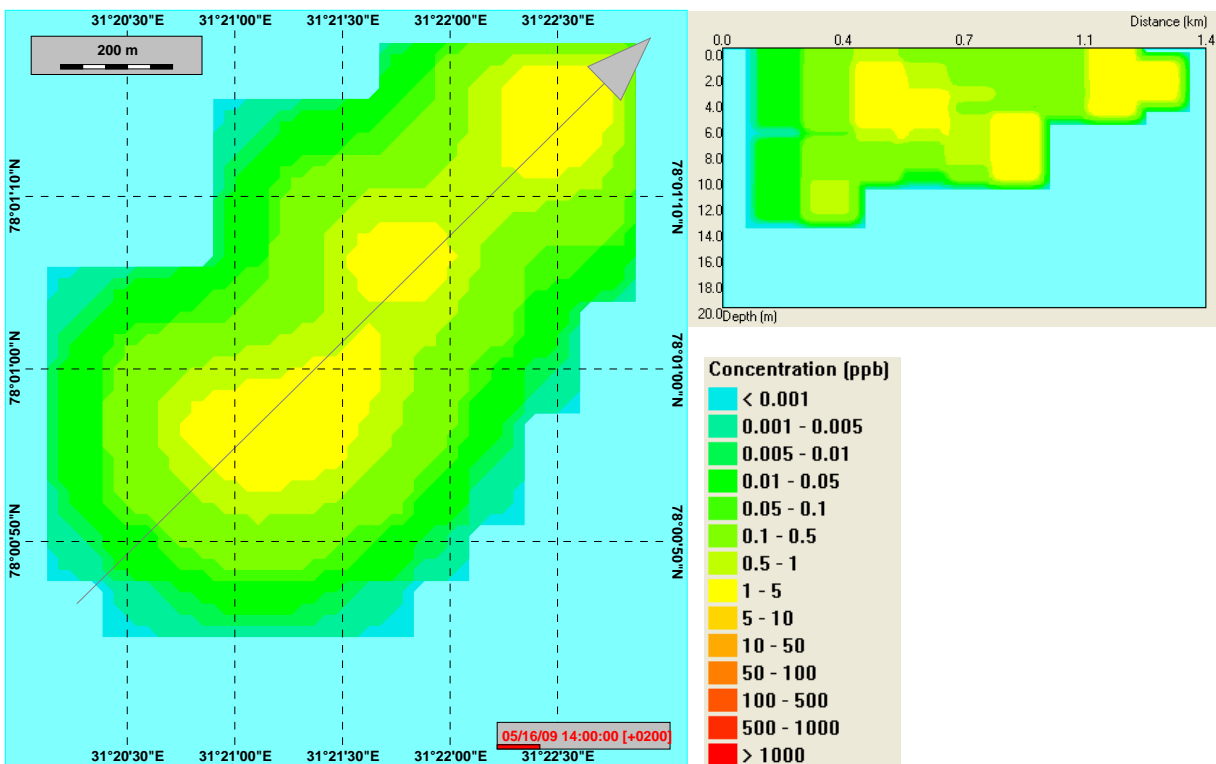 31°20'30"E 31°21'00"E 31°21'30"E 31°22'00"E 31°22'30"E
200 m
78°01'10"N
78°01'10"N
78°01'00"N
78°01'00"N
78°00'50"N
78°00'50"N
05/16/09 14:00:00 [+0200]
31°20'30"E 31°21'00"E 31°21'30"E 31°22'00"E 31°22'30"E
Distance (km)
0.0 0.4 0.7 1.1 1.4
0.0
2.0
4.0
6.0
8.0
10.0
12.0
14.0
16.0
18.0
20.0
Depth (m)
Concentration (ppb)
< 0.001
0.001 - 0.005
0.005 - 0.01
0.01 - 0.05
0.05 - 0.1
0.1 - 0.5
0.5 - 1
1 - 5
5 - 10
10 - 50
50 - 100
100 - 500
500 - 1000
> 1000